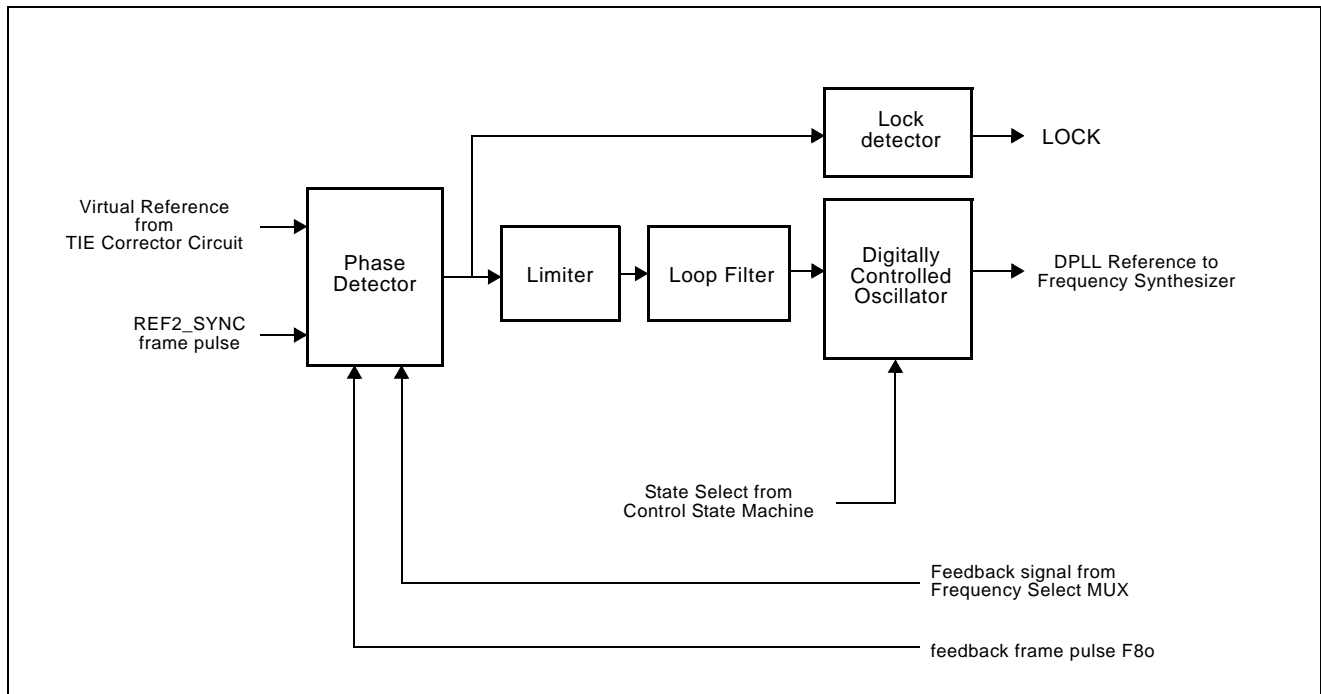 Lock
detector
LOCK
Virtual Reference
from
TIE Corrector Circuit
Phase
Detector
Limiter
Loop Filter
Digitally
Controlled
Oscillator
DPLL Reference to
Frequency Synthesizer
REF2_SYNC
frame pulse
State Select from
Control State Machine
Feedback signal from
Frequency Select MUX
feedback frame pulse F8o